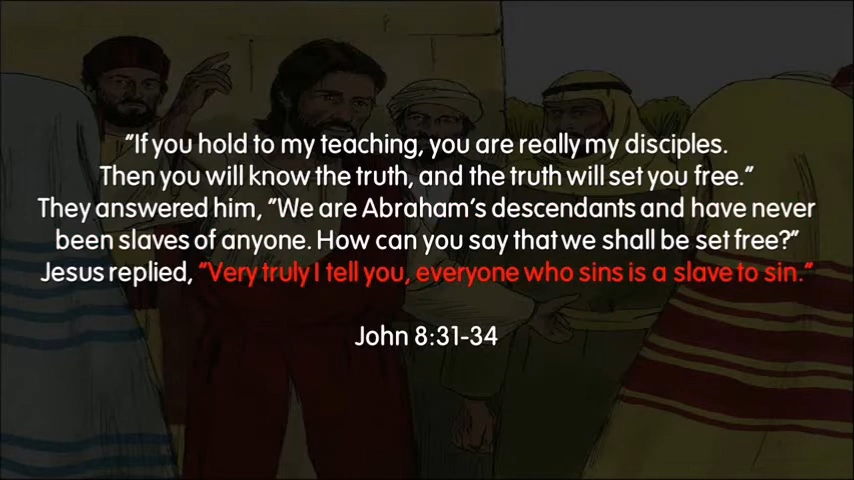 "If you hold to my teaching, you are really my disciples.
Then you will know the truth, and the truth will set you free."
They answered him, "We are Abraham's descendants and have never
been slaves of anyone. How can you say that we shall be set free?"
Jesus replied, "Very truly I tell you, everyone who sins is a slave to sin."
John 8:31-34